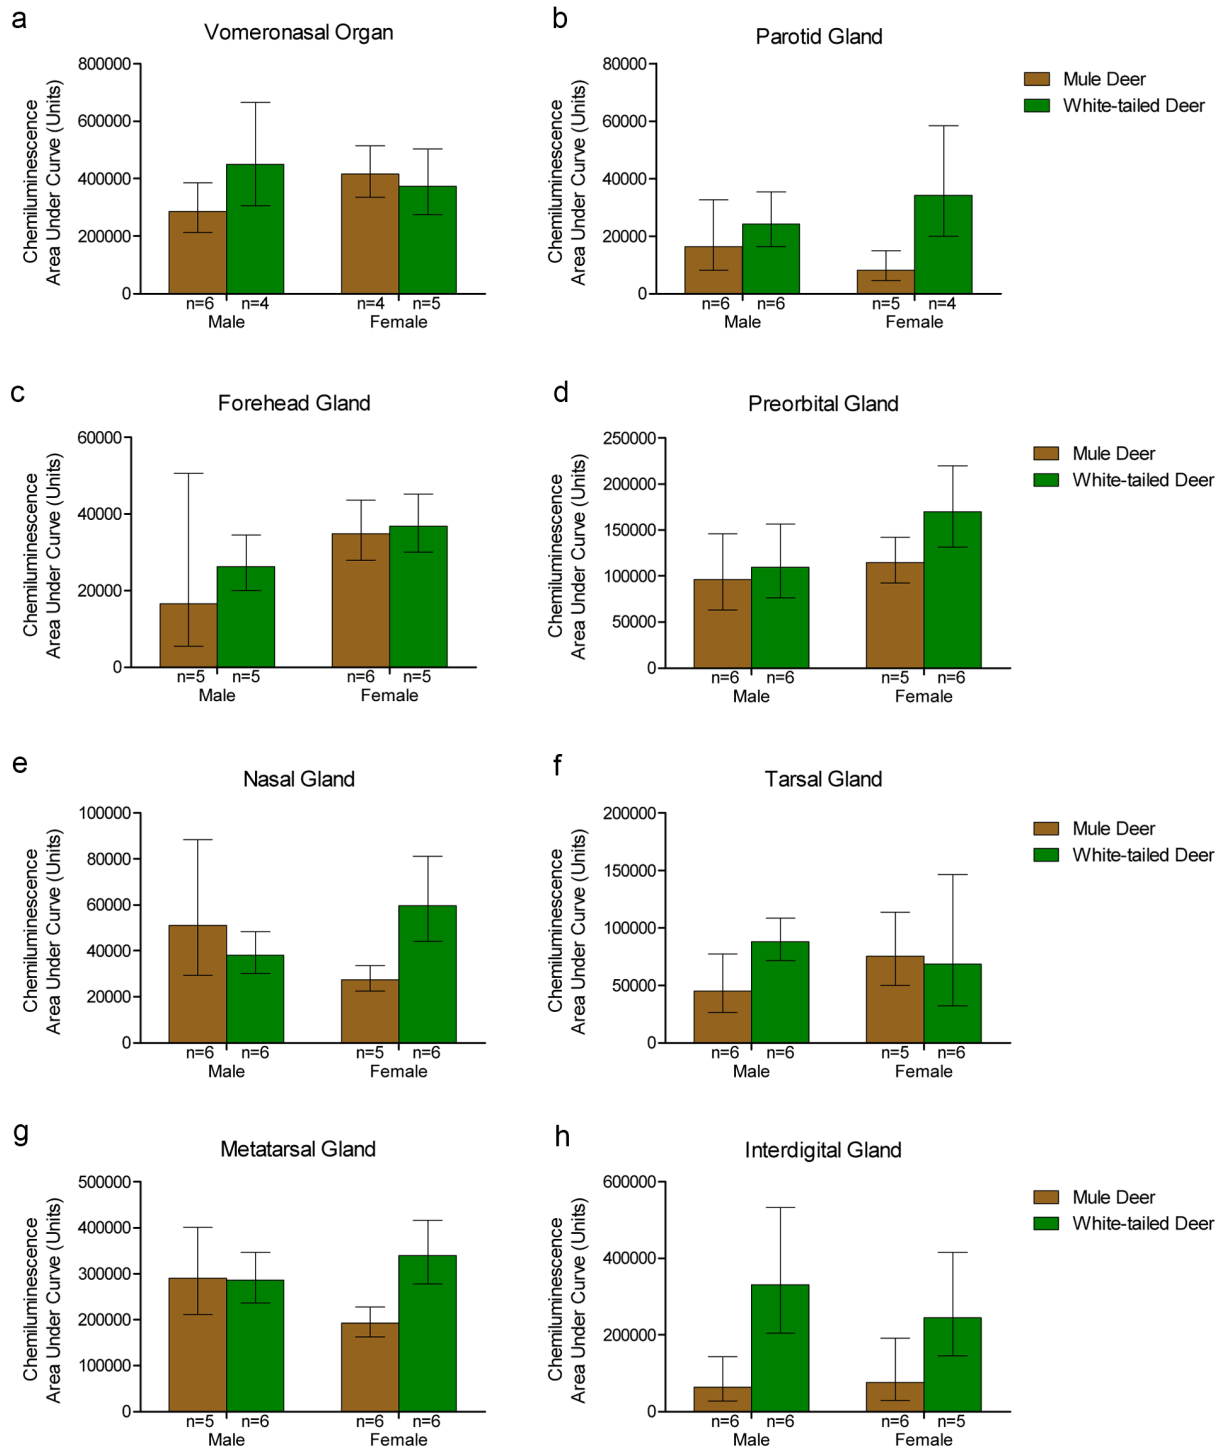 a
Vomeronasal Organ
Chemiluminescence
Area Under Curve (Units)
800000
600000
400000
200000
0
n=6 n=4 n=4 n=5
Male Female
b
Parotid Gland
Chemiluminescence
Area Under Curve (Units)
80000
60000
40000
20000
0
n=6 n=6 n=5 n=4
Male Female
Mule Deer
White-tailed Deer
c
Forehead Gland
Chemiluminescence
Area Under Curve (Units)
60000
40000
20000
0
n=5 n=5 n=6 n=5
Male Female
d
Preorbital Gland
Chemiluminescence
Area Under Curve (Units)
250000
200000
150000
100000
50000
0
n=6 n=6 n=5 n=6
Male Female
Mule Deer
White-tailed Deer
e
Nasal Gland
Chemiluminescence
Area Under Curve (Units)
100000
80000
60000
40000
20000
0
n=6 n=6 n=5 n=6
Male Female
f
Tarsal Gland
Chemiluminescence
Area Under Curve (Units)
200000
150000
100000
50000
0
n=6 n=6 n=5 n=6
Male Female
Mule Deer
White-tailed Deer
g
Metatarsal Gland
Chemiluminescence
Area Under Curve (Units)
500000
400000
300000
200000
100000
0
n=5 n=6 n=6 n=6
Male Female
h
Interdigital Gland
Chemiluminescence
Area Under Curve (Units)
600000
400000
200000
0
n=6 n=6 n=6 n=5
Male Female
Mule Deer
White-tailed Deer